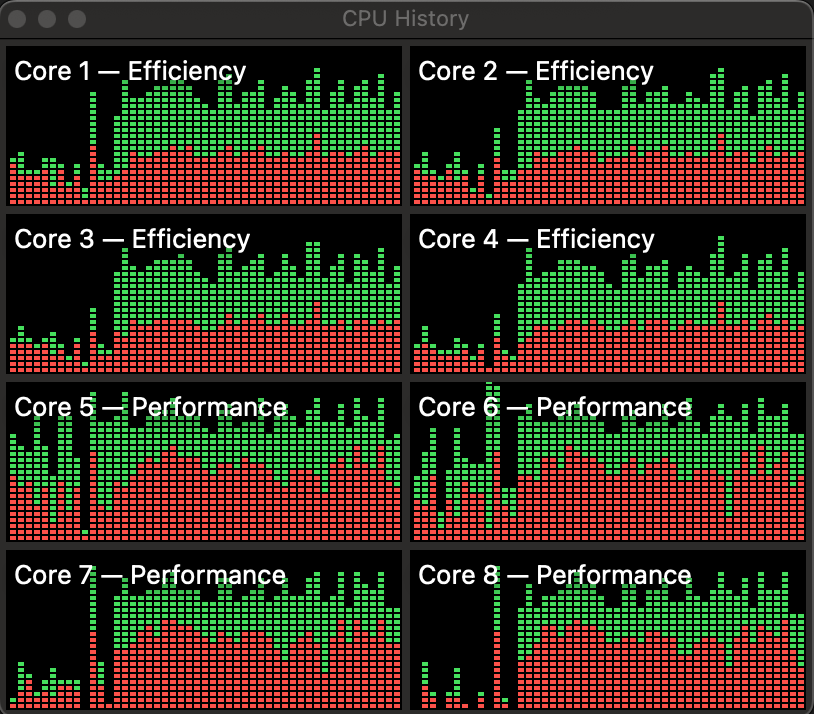 CPU History
Core 1 — Efficiency
Core 2 — Efficiency
Core 3 — Efficiency
Core 4 — Efficiency
Core 5 — Performance
Core 6 — Performance
Core 7 — Performance
Core 8 — Performance